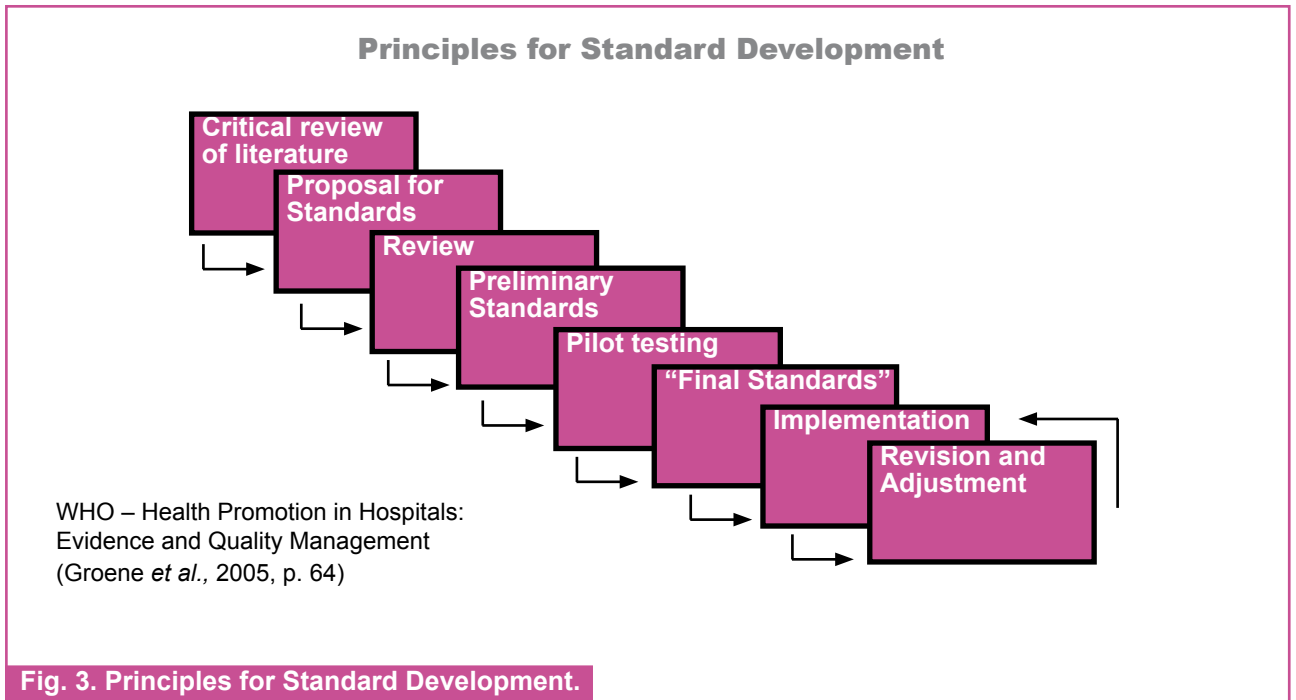 Principles for Standard Development
Critical review
of literature
Proposal for
Standards
Review
Preliminary
Standards
Pilot testing
“Final Standards”
Implementation
Revision and
Adjustment
WHO – Health Promotion in Hospitals:
Evidence and Quality Management
(Groene et al., 2005, p. 64)
Fig. 3. Principles for Standard Development.